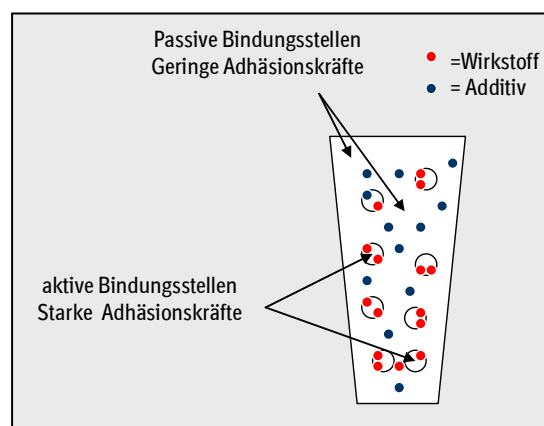 Passive Bindungsstellen
Geringe Adhäsionskräfte
=Wirkstoff
= Additiv
aktive Bindungsstellen
Starke Adhäsionskräfte